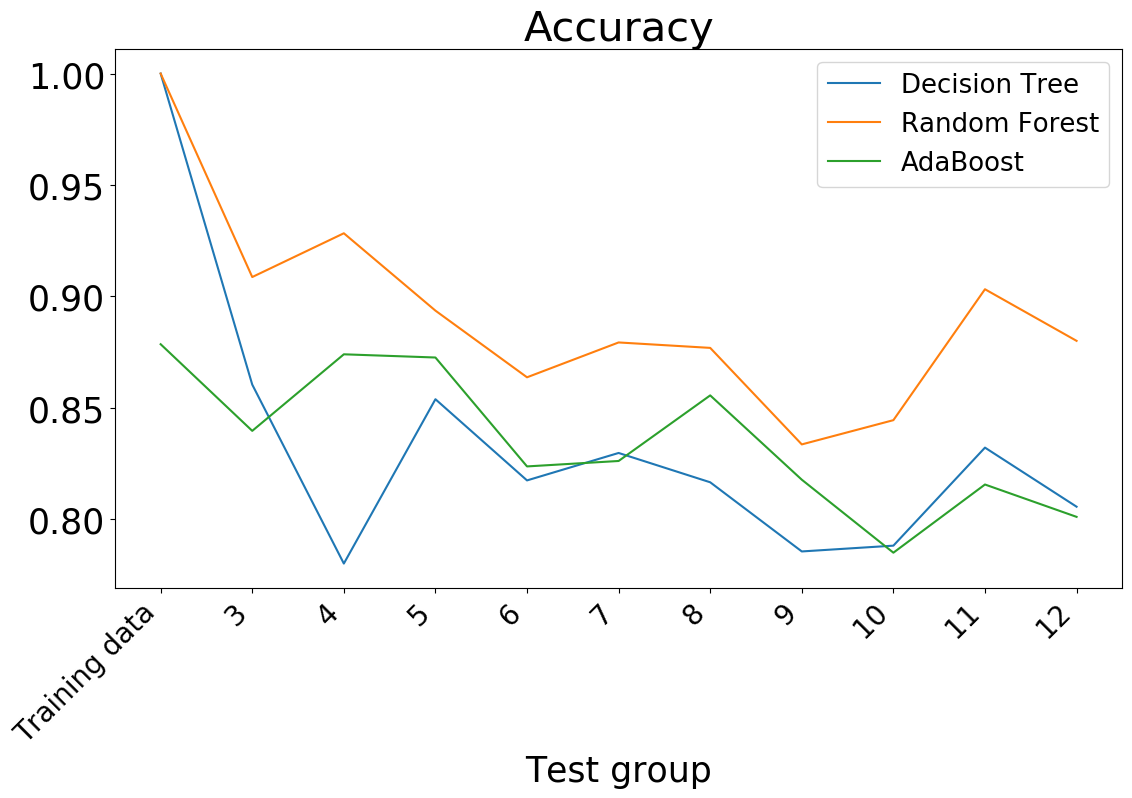 Accuracy
1.00
0.95
0.90
0.85
0.80
Decision Tree
Random Forest
AdaBoost
Training data
3
4
5
6
7
8
9
10
11
12
Test group